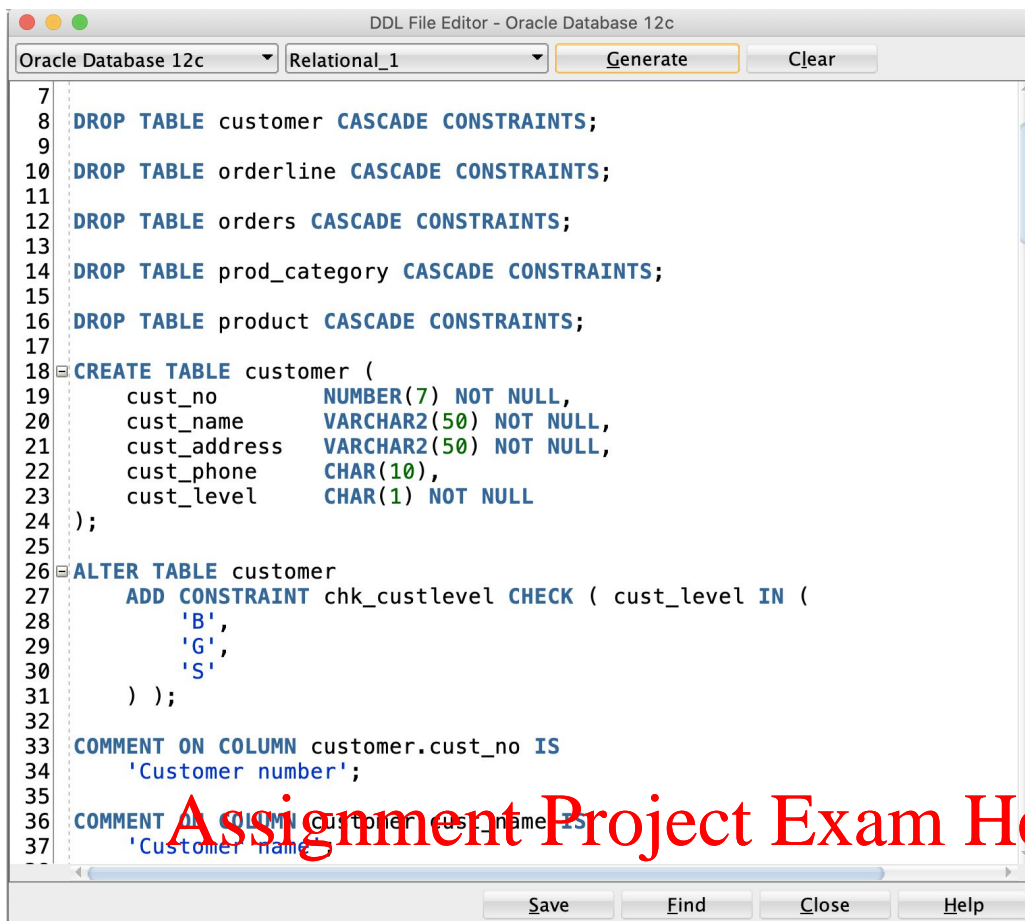 DDL File Editor - Oracle Database 12c
Oracle Database 12c Relational_1 Generate Clear
7
8 DROP TABLE customer CASCADE CONSTRAINTS;
9
10 DROP TABLE orderline CASCADE CONSTRAINTS;
11
12 DROP TABLE orders CASCADE CONSTRAINTS;
13
14 DROP TABLE prod_category CASCADE CONSTRAINTS;
15
16 DROP TABLE product CASCADE CONSTRAINTS;
17
18 CREATE TABLE customer (
19 cust_no NUMBER(7) NOT NULL,
20 cust_name VARCHAR2(50) NOT NULL,
21 cust_address VARCHAR2(50) NOT NULL,
22 cust_phone CHAR(10),
23 cust_level CHAR(1) NOT NULL
24 );
25
26 ALTER TABLE customer
27 ADD CONSTRAINT chk_custlevel CHECK ( cust_level IN (
28 'B',
29 'G',
30 'S'
31 ) );
32
33 COMMENT ON COLUMN customer.cust_no IS
34 'Customer number';
35
36 COMMENT ON COLUMN customer.cust_name IS
37 'Customer name';
Assignment Project Exam He
Save Find Close Help